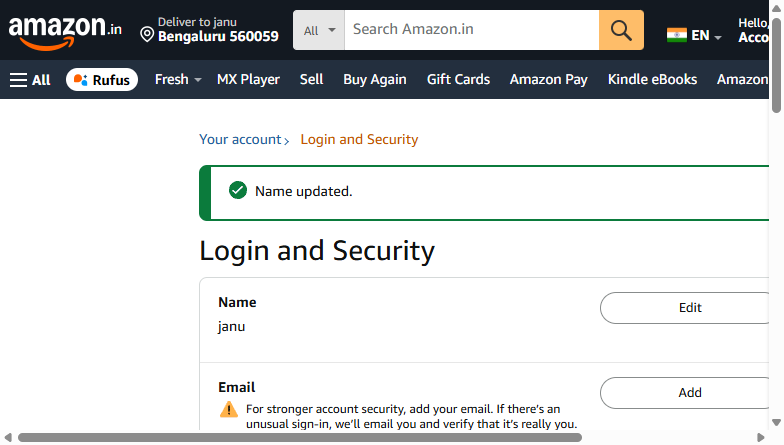 amazon.in
Deliver to janu
Bengaluru 560059
All
Search Amazon.in
EN
Hello,
Acco
All
Rufus
Fresh
MX Player
Sell
Buy Again
Gift Cards
Amazon Pay
Kindle eBooks
Amazon
Your account › Login and Security
Name updated.
Login and Security
Name
Edit
janu
Email
Add
For stronger account security, add your email. If there's an
unusual sign-in, we'll email you and verify that it's really you.